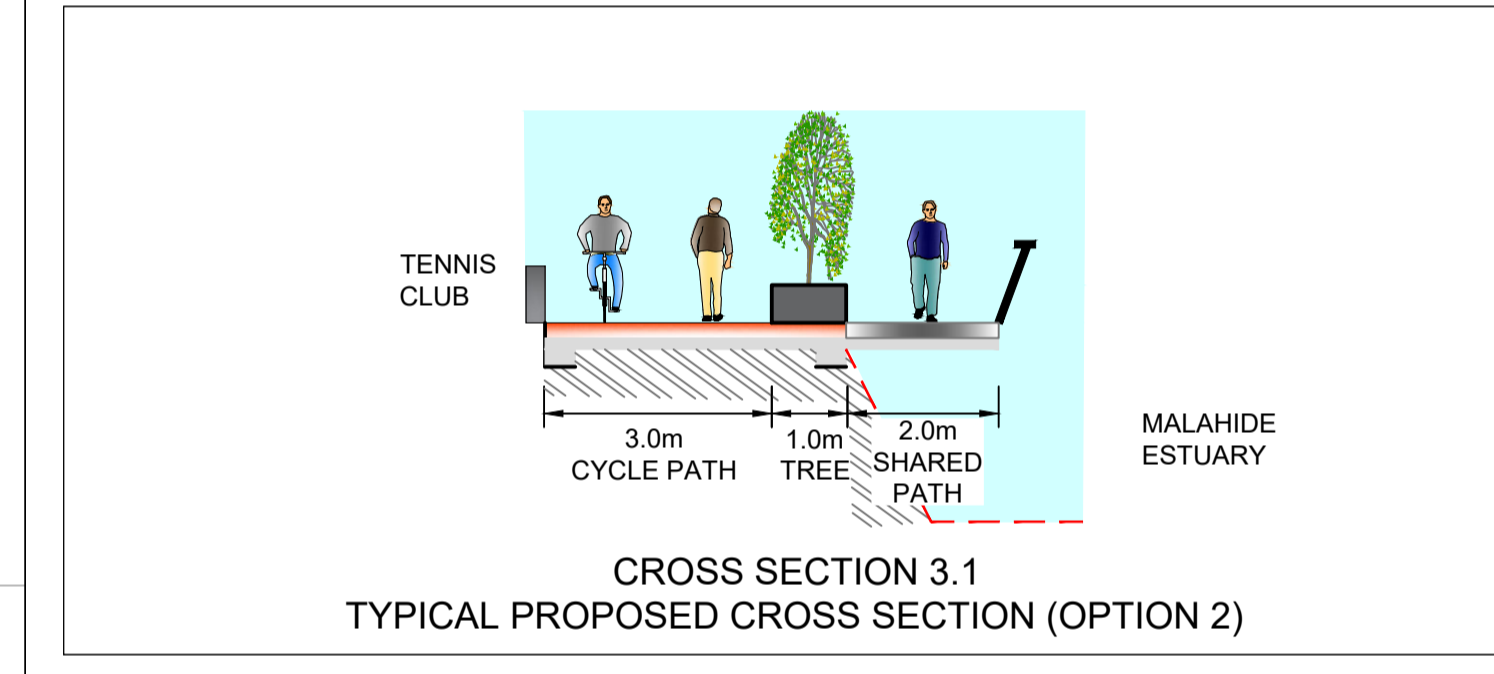 TENNIS
CLUB
3.0m
CYCLE PATH
1.0m
TREE
2.0m
SHARED
PATH
MALAHIDE
ESTUARY
CROSS SECTION 3.1
TYPICAL PROPOSED CROSS SECTION (OPTION 2)